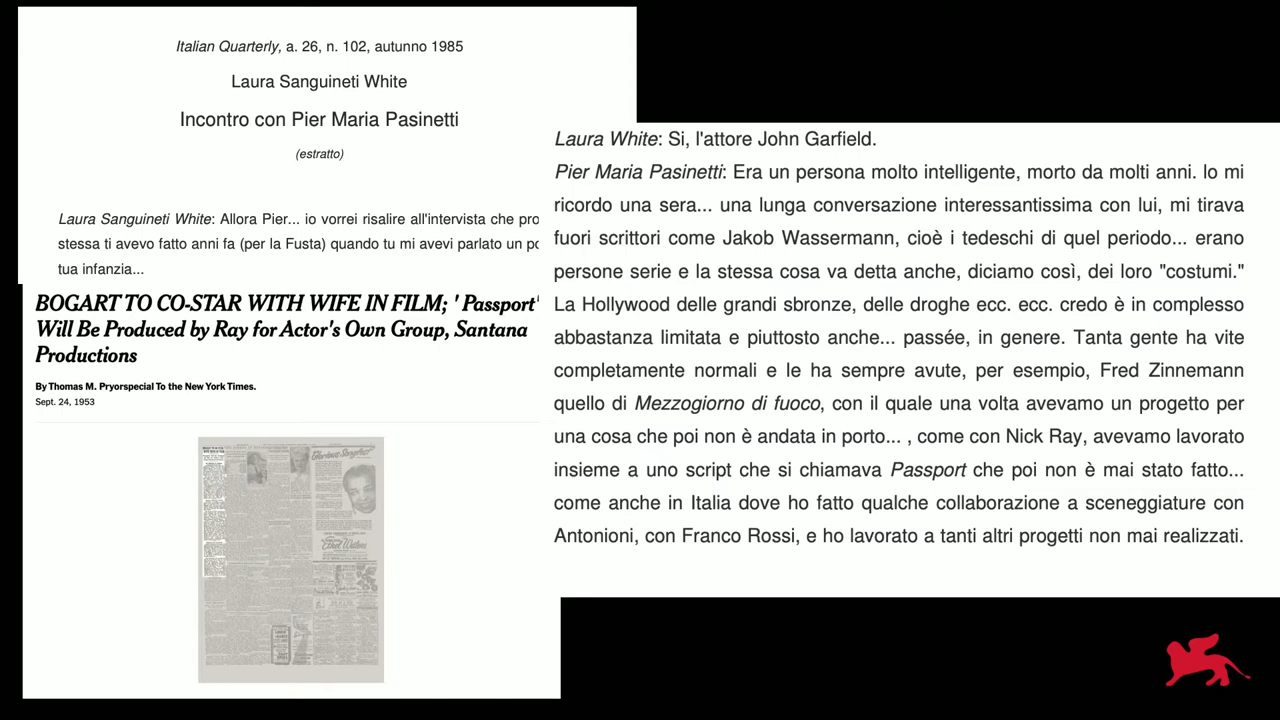 Italian Quarterly, a. 26, n. 102, autunno 1985
Laura Sanguineti White
Incontro con Pier Maria Pasinetti
(estratto)
Laura Sanguineti White: Allora Pier... io vorrei risalire all'intervista che pro
stessa ti avevo fatto anni fa (per la Fusta) quando tu mi avevi parlato un po
tua infanzia...
BOGART TO CO-STAR WITH WIFE IN FILM; ' Passport'
Will Be Produced by Ray for Actor's Own Group, Santana
Productions
By Thomas M. Pryorspecial To the New York Times.
Sept. 24, 1953
Laura White: Si, l'attore John Garfield.
Pier Maria Pasinetti: Era un persona molto intelligente, morto da molti anni. Io mi
ricordo una sera... una lunga conversazione interessantissima con lui, mi tirava
fuori scrittori come Jakob Wassermann, cioè i tedeschi di quel periodo... erano
persone serie e la stessa cosa va detta anche, diciamo così, dei loro "costumi."
La Hollywood delle grandi sbronze, delle droghe ecc. ecc. credo è in complesso
abbastanza limitata e piuttosto anche... passée, in genere. Tanta gente ha vite
completamente normali e le ha sempre avute, per esempio, Fred Zinnemann
quello di Mezzogiorno di fuoco, con il quale una volta avevamo un progetto per
una cosa che poi non è andata in porto... , come con Nick Ray, avevamo lavorato
insieme a uno script che si chiamava Passport che poi non è mai stato fatto...
come anche in Italia dove ho fatto qualche collaborazione a sceneggiature con
Antonioni, con Franco Rossi, e ho lavorato a tanti altri progetti non mai realizzati.